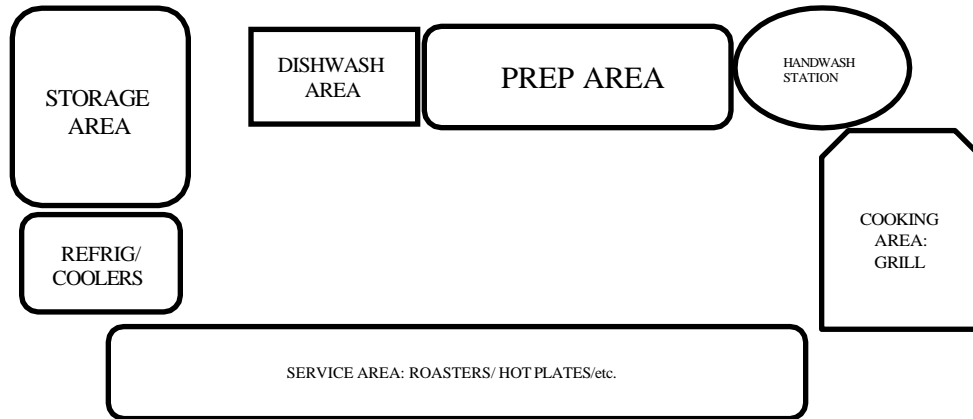 STORAGE
AREA
DISHWASH
AREA
PREP AREA
HANDWASH
STATION
REFRIG/
COOLERS
COOKING
AREA:
GRILL
SERVICE AREA: ROASTERS/ HOT PLATES/etc.